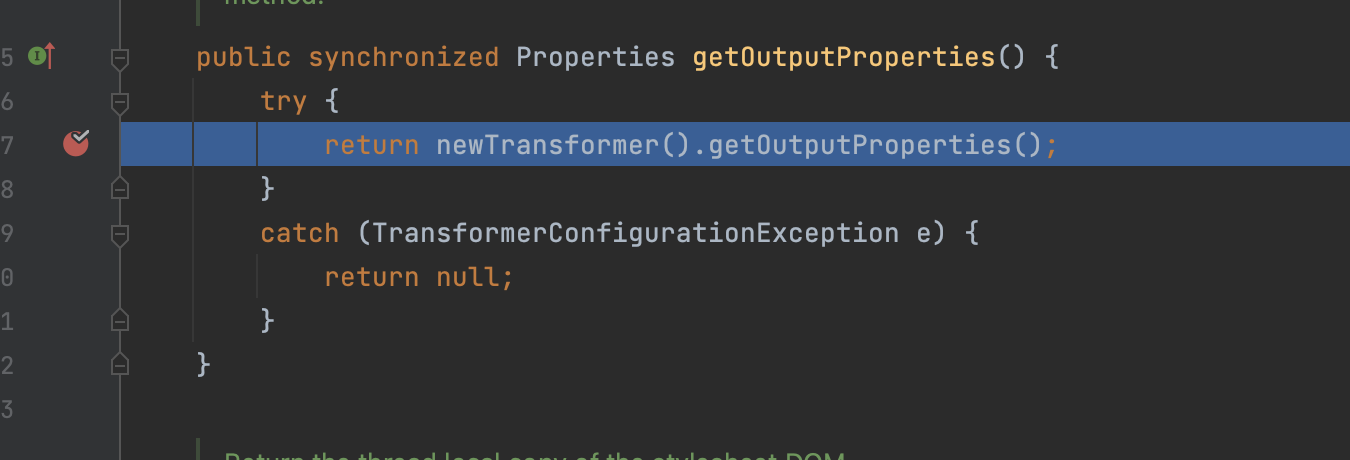 method.
5 public synchronized Properties getOutputProperties() {
6 try {
7 return newTransformer().getOutputProperties();
8 }
9 catch (TransformerConfigurationException e) {
0 return null;
1 }
2 }
3
Return the thread local copy of the stylesheet DOM